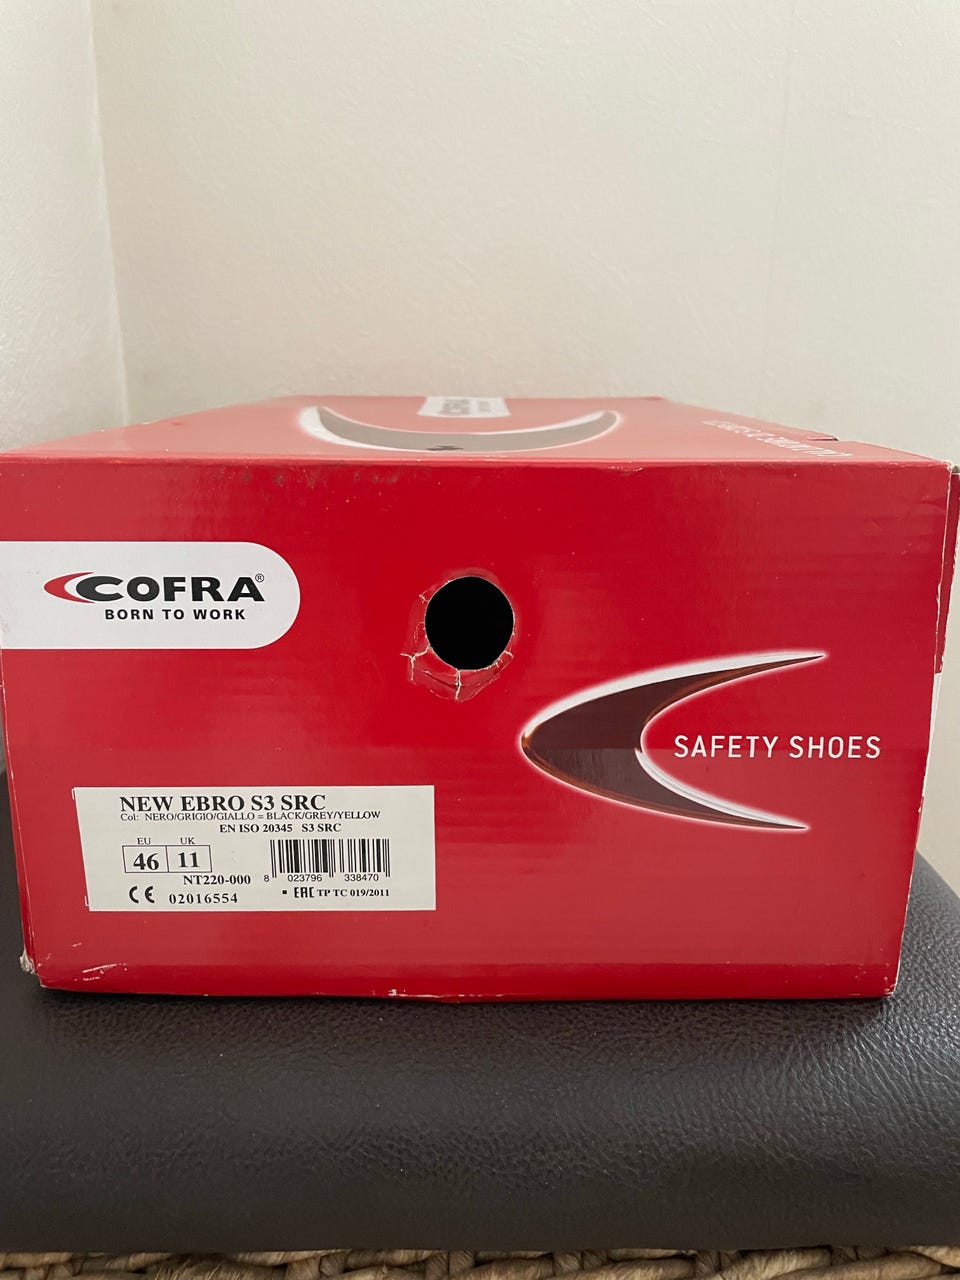 COFRA
COFRA®
BORN TO WORK
SAFETY SHOES
NEW EBRO S3 SRC
Col: NERO/GRIGIO/GIALLO = BLACK/GREY/YELLOW
EN ISO 20345 S3 SRC
EU UK
46 11
NT220-000
8 023796 338470
CE 02016554
EAC TP TC 019/2011